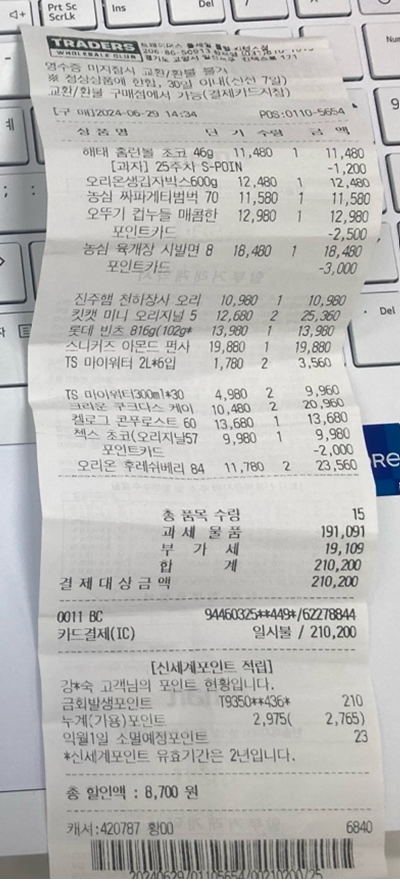 Prt Sc
ScrLk
Ins
Del
TRADERS
WHOLESALE CLUB
영수증 미지참시 교환/환불 불가
※ 정상상품에 한함, 30일 이내(신선 7일)
교환/환불 구매점에서 가능(결제카드지참)
[구 매]2024-06-29 14:34 POS:0110-5654
상 품 명 단 가 수량 금 액
해태 홈런볼 초코 46g 11,480 1 11,480
[과자] 25주차 S-POIN -1,200
오리온생감자박스600g 12,480 1 12,480
농심 짜파게티범벅 70 11,580 1 11,580
오뚜기 컵누들 매콤한 12,980 1 12,980
포인트카드 -2,500
농심 육개장 사발면 8 18,480 1 18,480
포인트카드 -3,000
진주햄 천하장사 오리 10,980 1 10,980
킷캣 미니 오리지널 5 12,680 2 25,360
롯데 빈츠 816g(102g* 13,980 1 13,980
스니커즈 아몬드 펀사 19,880 1 19,880
TS 마이워터 2L*6입 1,780 2 3,560
TS 마이워터300ml*30 4,980 2 9,960
크라운 쿠크다스 케이 10,480 2 20,960
켈로그 콘푸로스트 60 13,680 1 13,680
첵스 초코(오리지널57 9,980 1 9,980
포인트카드 -2,000
오리온 후레쉬베리 84 11,780 2 23,560
총 품목 수량 15
과 세 물 품 191,091
부 가 세 19,109
합 계 210,200
결 제 대 상 금 액 210,200
0011 BC 94460325**449*/62278844
카드결제(IC) 일시불 / 210,200
[신세계포인트 적립]
강*숙 고객님의 포인트 현황입니다.
금회발생포인트 T9350**436* 210
누계(가용)포인트 2,975( 2,765)
익월1일 소멸예정포인트 23
*신세계포인트 유효기간은 2년입니다.
총 할인액 : 8,700 원
캐셔:420787 황00 6840
20240629/01105654/00210200/25
Del
RE